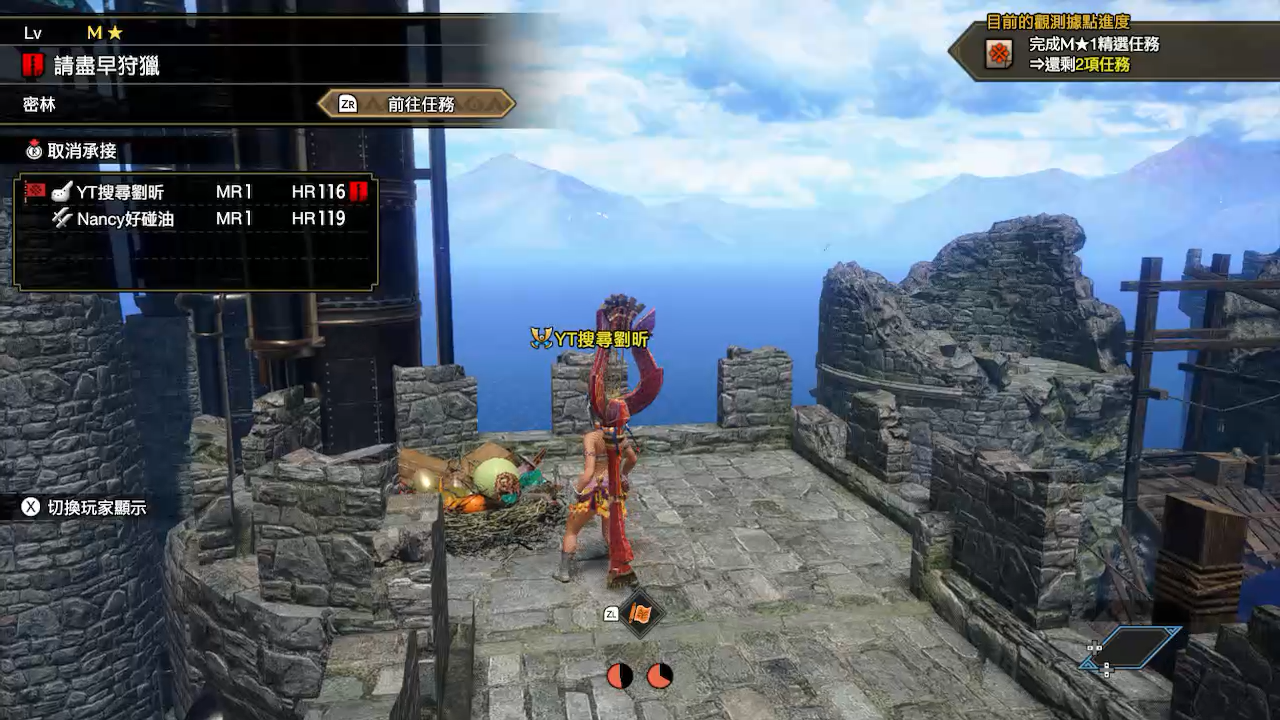 Lv M★
請盡早狩獵
密林
ZR 前往任務
取消承接
YT搜尋劉昕 MR1 HR116
Nancy好碰油 MR1 HR119
目前的觀測據點進度
完成M★1精選任務
⇒還剩2項任務
YT搜尋劉昕
X 切換玩家顯示
ZL